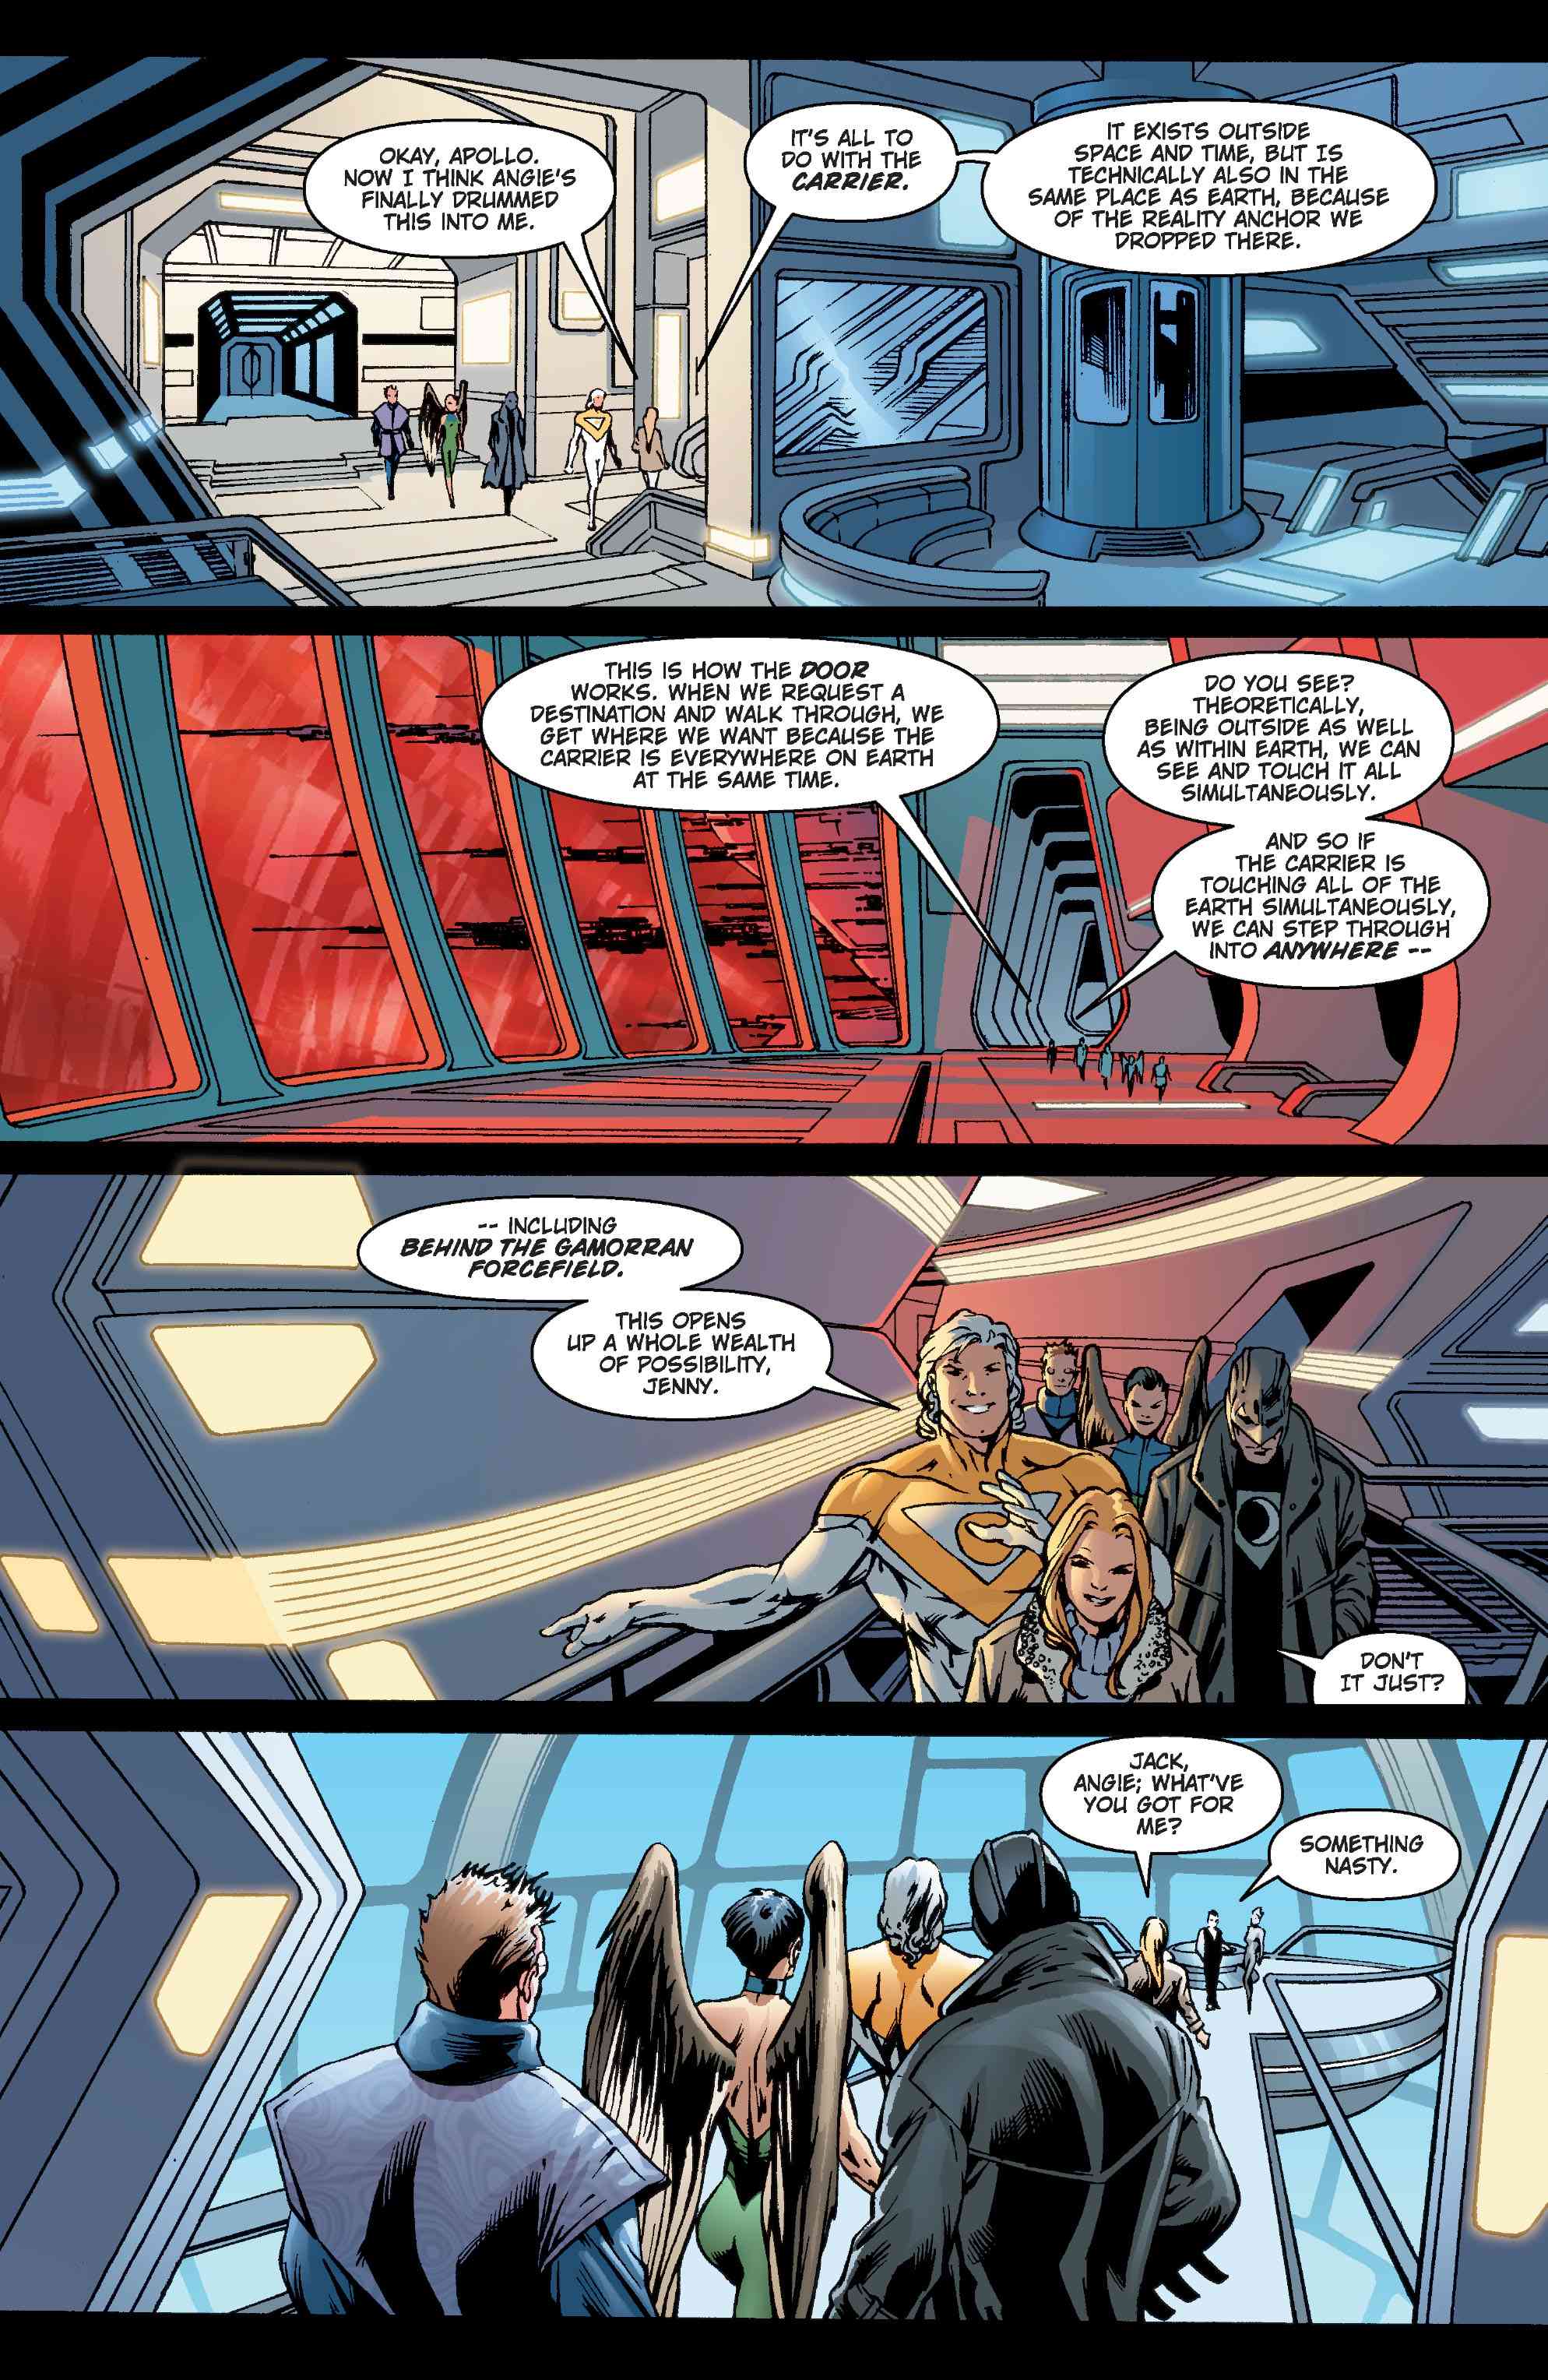 OKAY, APOLLO.
NOW I THINK ANGIE'S
FINALLY DRUMMED
THIS INTO ME.
IT'S ALL TO
DO WITH THE
CARRIER.
IT EXISTS OUTSIDE
SPACE AND TIME, BUT IS
TECHNICALLY ALSO IN THE
SAME PLACE AS EARTH, BECAUSE
OF THE REALITY ANCHOR WE
DROPPED THERE.
THIS IS HOW THE DOOR
WORKS. WHEN WE REQUEST A
DESTINATION AND WALK THROUGH, WE
GET WHERE WE WANT BECAUSE THE
CARRIER IS EVERYWHERE ON EARTH
AT THE SAME TIME.
DO YOU SEE?
THEORETICALLY,
BEING OUTSIDE AS WELL
AS WITHIN EARTH, WE CAN
SEE AND TOUCH IT ALL
SIMULTANEOUSLY.
AND SO IF
THE CARRIER IS
TOUCHING ALL OF THE
EARTH SIMULTANEOUSLY,
WE CAN STEP THROUGH
INTO ANYWHERE --
-- INCLUDING
BEHIND THE GAMORRAN
FORCEFIELD.
THIS OPENS
UP A WHOLE WEALTH
OF POSSIBILITY,
JENNY.
DON'T
IT JUST?
JACK,
ANGIE; WHAT'VE
YOU GOT FOR
ME?
SOMETHING
NASTY.